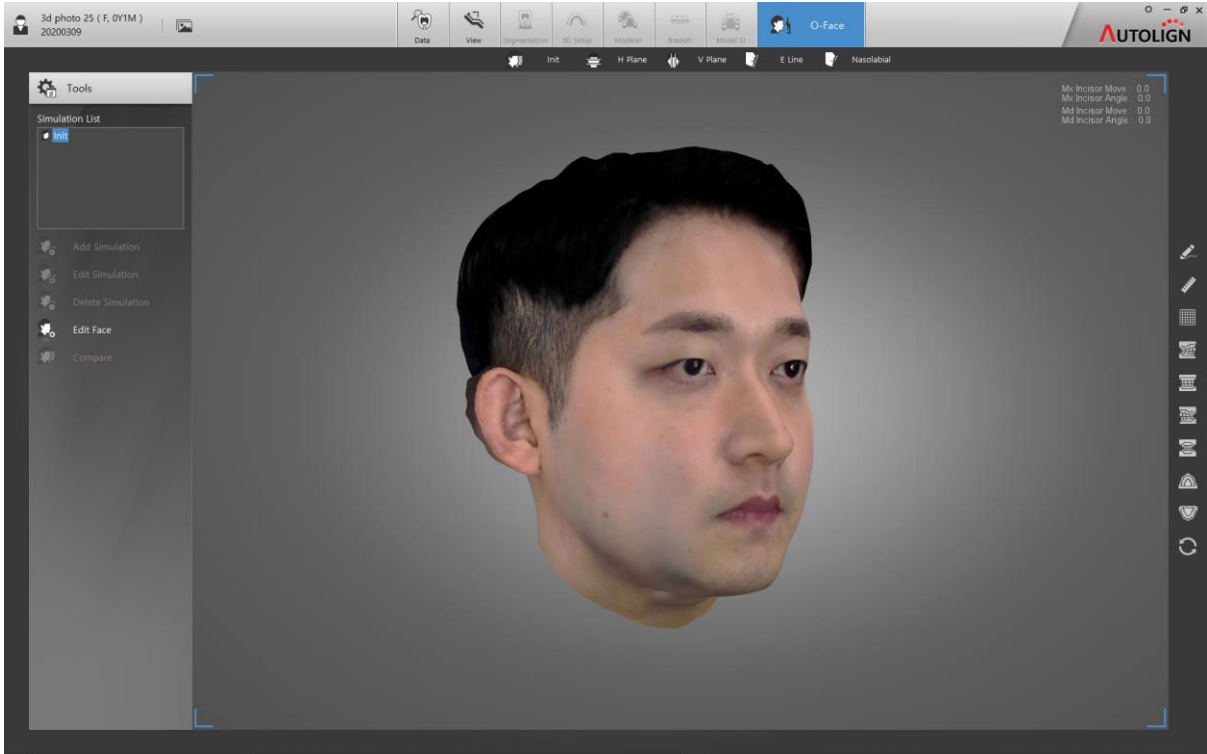 3d photo 25 ( F, 0Y1M )
20200309
Data
View
Segmentation
3D Setup
Modeler
Bracket
O-Face
AUTOLIGN
Init
H Plane
V Plane
E Line
Nasolabial
Tools
Simulation List
Init
Add Simulation
Edit Simulation
Delete Simulation
Edit Face
Compare
Mx Incisor Move : 0.0
Mx Incisor Angle : 0.0
Md Incisor Move : 0.0
Md Incisor Angle : 0.0